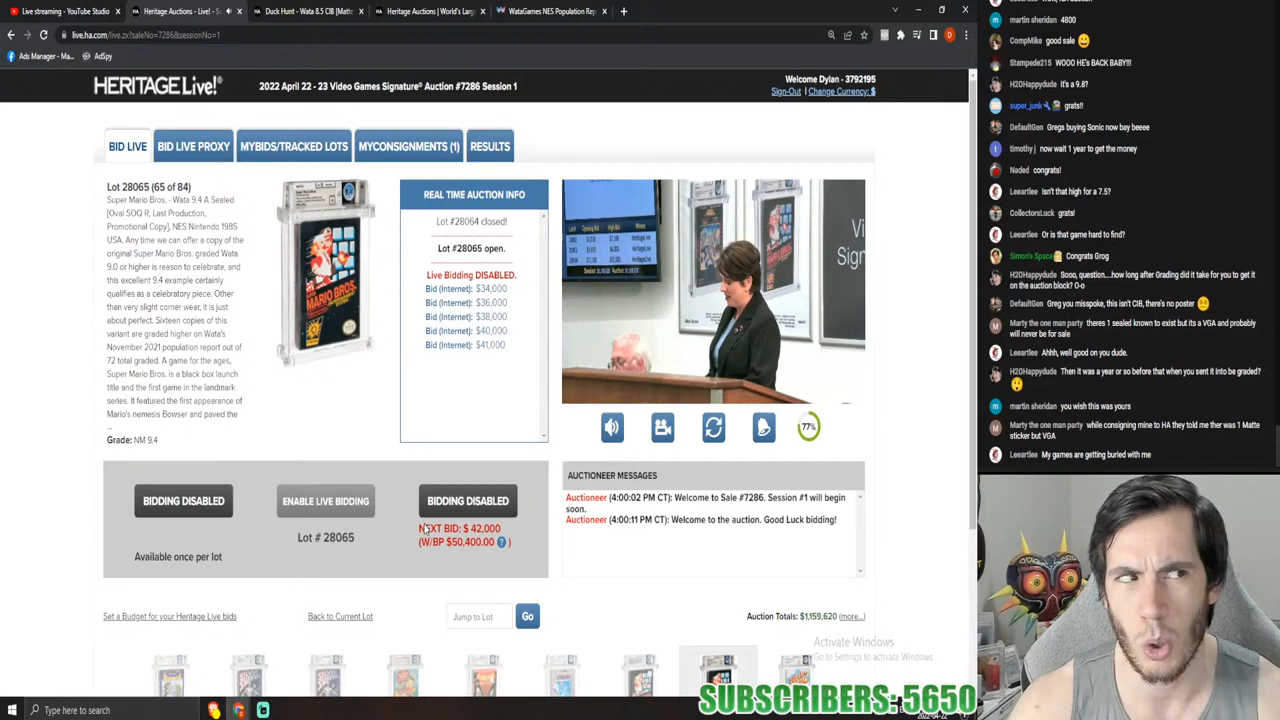 Live streaming - YouTube Studio
Heritage Auctions - Live! - S
Duck Hunt - Wata 8.5 CIB [Matt
Heritage Auctions | World's Larg
WataGames NES Population Rep
live.ha.com/live.zx?saleNo=7286&sessionNo=1
Ads Manager - Ma...
AdSpy
HERITAGE Live!
2022 April 22 - 23 Video Games Signature® Auction #7286 Session 1
Welcome Dylan - 3792195
Sign-Out | Change Currency: $
BID LIVE
BID LIVE PROXY
MYBIDS/TRACKED LOTS
MYCONSIGNMENTS (1)
RESULTS
Lot 28065 (65 of 84)
Super Mario Bros. - Wata 9.4 A Sealed
[Oval SOQ R, Last Production,
Promotional Copy], NES Nintendo 1985
USA. Any time we can offer a copy of the
original Super Mario Bros. graded Wata
9.0 or higher is reason to celebrate, and
this excellent 9.4 example certainly
qualifies as a celebratory piece. Other
than very slight corner wear, it is just
about perfect. Sixteen copies of this
variant are graded higher on Wata's
November 2021 population report out of
72 total graded. A game for the ages,
Super Mario Bros. is a black box launch
title and the first game in the landmark
series. It featured the first appearance of
Mario's nemesis Bowser and paved the
...
Grade: NM 9.4
MARIO BROS.
REAL TIME AUCTION INFO
Lot #28064 closed!
Lot #28065 open.
Live Bidding DISABLED.
Bid (Internet): $34,000
Bid (Internet): $36,000
Bid (Internet): $38,000
Bid (Internet): $40,000
Bid (Internet): $41,000
Vi
Sign
77%
BIDDING DISABLED
ENABLE LIVE BIDDING
BIDDING DISABLED
NEXT BID: $ 42,000
(W/BP $50,400.00 ? )
Lot # 28065
Available once per lot
AUCTIONEER MESSAGES
Auctioneer (4:00:02 PM CT): Welcome to Sale #7286. Session #1 will begin
soon.
Auctioneer (4:00:11 PM CT): Welcome to the auction. Good Luck bidding!
Set a Budget for your Heritage Live bids
Back to Current Lot
Jump to Lot
Go
Auction Totals: $1,159,620 (more...)
Activate Windows
Go to Settings to activate Windows
Type here to search
SUBSCRIBERS: 5650
2022-04-22
martin sheridan 4800
CompMike good sale
Stampede215 WOOO HE's BACK BABY!!!
H2OHappydude it's a 9.8?
super_junk grats!!
DefaultGen Gregs buying Sonic now bay beeee
timothy j now wait 1 year to get the money
Naded congrats!
Leeartlee isn't that high for a 7.5?
CollectorsLuck grats!
Leeartlee Or is that game hard to find?
Simon's Space Congrats Grog
H2OHappydude Sooo, question....how long after Grading did it take for you to get it
on the auction block? O-o
DefaultGen Greg you misspoke, this isn't CIB, there's no poster
Marty the one man party theres 1 sealed known to exist but its a VGA and probably
will never be for sale
Leeartlee Ahhh, well good on you dude.
H2OHappydude Then it was a year or so before that when you sent it into be graded?
martin sheridan you wish this was yours
Marty the one man party while consigning mine to HA they told me ther was 1 Matte
sticker but VGA
Leeartlee My games are getting buried with me